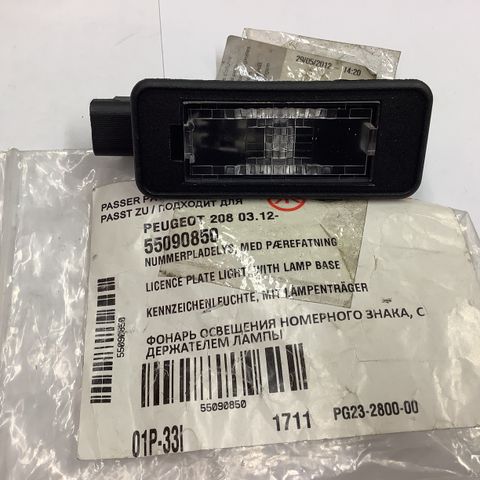 29/05/2012 - 14:20
PASSER
PASST ZU / ПОДХОДИТ ДЛЯ
PEUGEOT 208 03.12-
55090850
NUMMERPLADELYS, MED PÆREFATNING
LICENCE PLATE LIGHT, WITH LAMP BASE
KENNZEICHENLEUCHTE, MIT LAMPENTRÄGER
ФОНАРЬ ОСВЕЩЕНИЯ НОМЕРНОГО ЗНАКА, С
ДЕРЖАТЕЛЕМ ЛАМПЫ
55090850
55090850
01P-33I
1711
PG23-2800-00